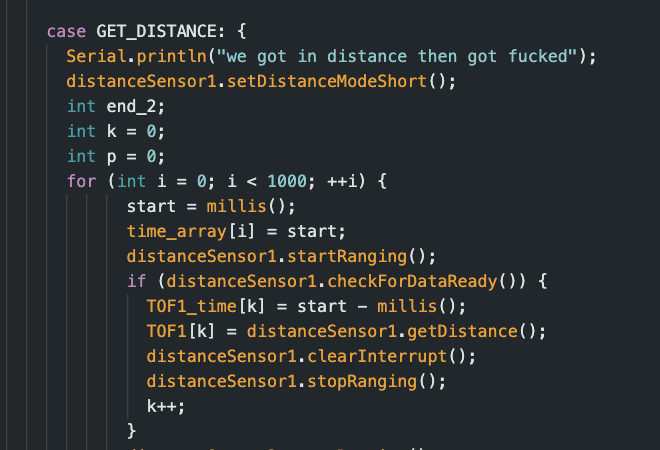 case GET_DISTANCE: {
Serial.println("we got in distance then got fucked");
distanceSensor1.setDistanceModeShort();
int end_2;
int k = 0;
int p = 0;
for (int i = 0; i < 1000; ++i) {
start = millis();
time_array[i] = start;
distanceSensor1.startRanging();
if (distanceSensor1.checkForDataReady()) {
TOF1_time[k] = start - millis();
TOF1[k] = distanceSensor1.getDistance();
distanceSensor1.clearInterrupt();
distanceSensor1.stopRanging();
k++;
}